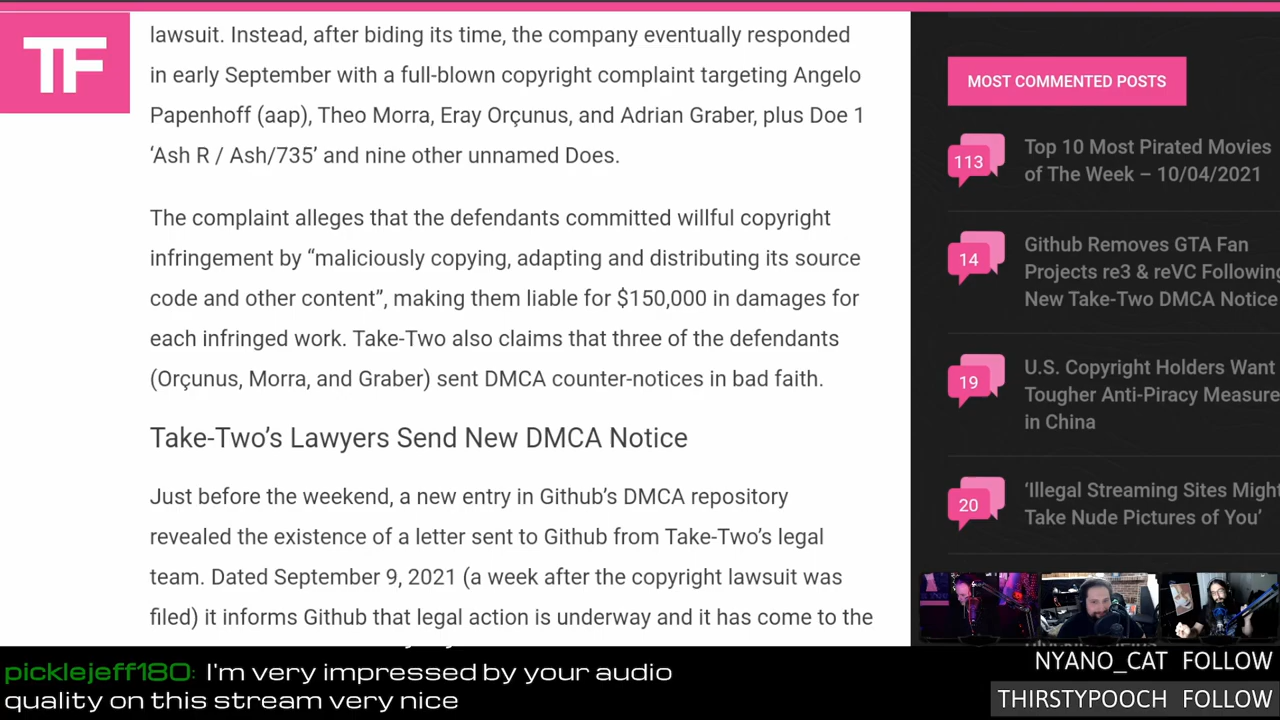 TF
lawsuit. Instead, after biding its time, the company eventually responded
in early September with a full-blown copyright complaint targeting Angelo
Papenhoff (aap), Theo Morra, Eray Orçunus, and Adrian Graber, plus Doe 1
‘Ash R / Ash/735’ and nine other unnamed Does.
The complaint alleges that the defendants committed willful copyright
infringement by “maliciously copying, adapting and distributing its source
code and other content”, making them liable for $150,000 in damages for
each infringed work. Take-Two also claims that three of the defendants
(Orçunus, Morra, and Graber) sent DMCA counter-notices in bad faith.
Take-Two’s Lawyers Send New DMCA Notice
Just before the weekend, a new entry in Github’s DMCA repository
revealed the existence of a letter sent to Github from Take-Two’s legal
team. Dated September 9, 2021 (a week after the copyright lawsuit was
filed) it informs Github that legal action is underway and it has come to the
MOST COMMENTED POSTS
113
Top 10 Most Pirated Movies
of The Week – 10/04/2021
14
Github Removes GTA Fan
Projects re3 & reVC Following
New Take-Two DMCA Notice
19
U.S. Copyright Holders Want
Tougher Anti-Piracy Measure
in China
20
‘Illegal Streaming Sites Might
Take Nude Pictures of You’
picklejeff180: I'm very impressed by your audio
quality on this stream very nice
NYANO_CAT FOLLOW
THIRSTYPOOCH FOLLOW